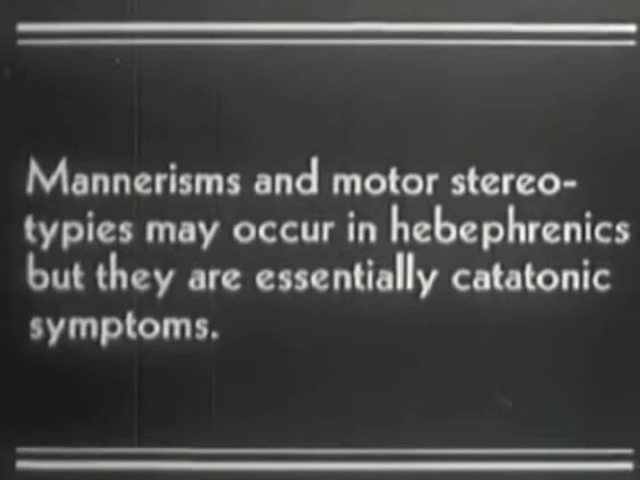 Mannerisms and motor stereo-
typies may occur in hebephrenics
but they are essentially catatonic
symptoms.